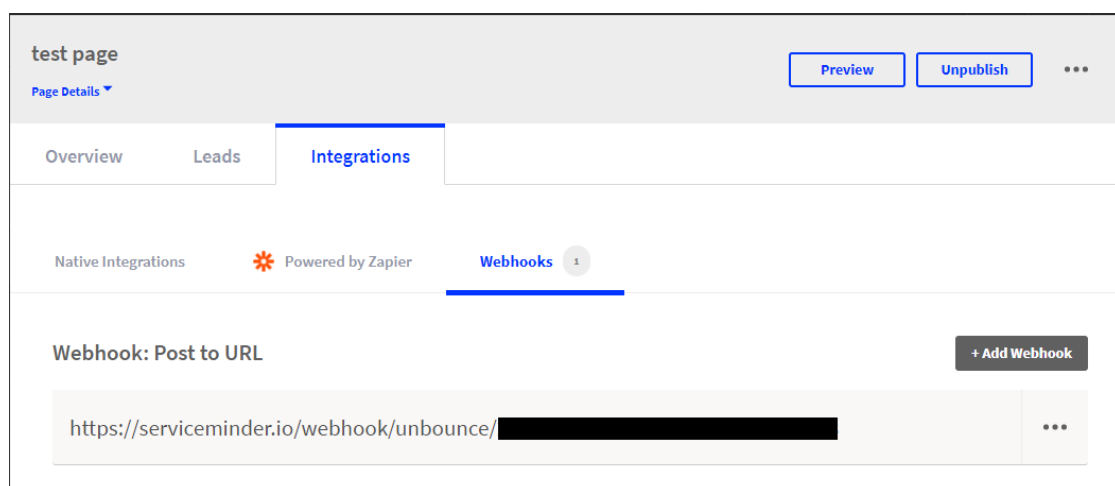 test page
Preview
Unpublish
Page Details
Overview
Leads
Integrations
Native Integrations
Powered by Zapier
Webhooks 1
Webhook: Post to URL
+ Add Webhook
https://serviceminder.io/webhook/unbounce/